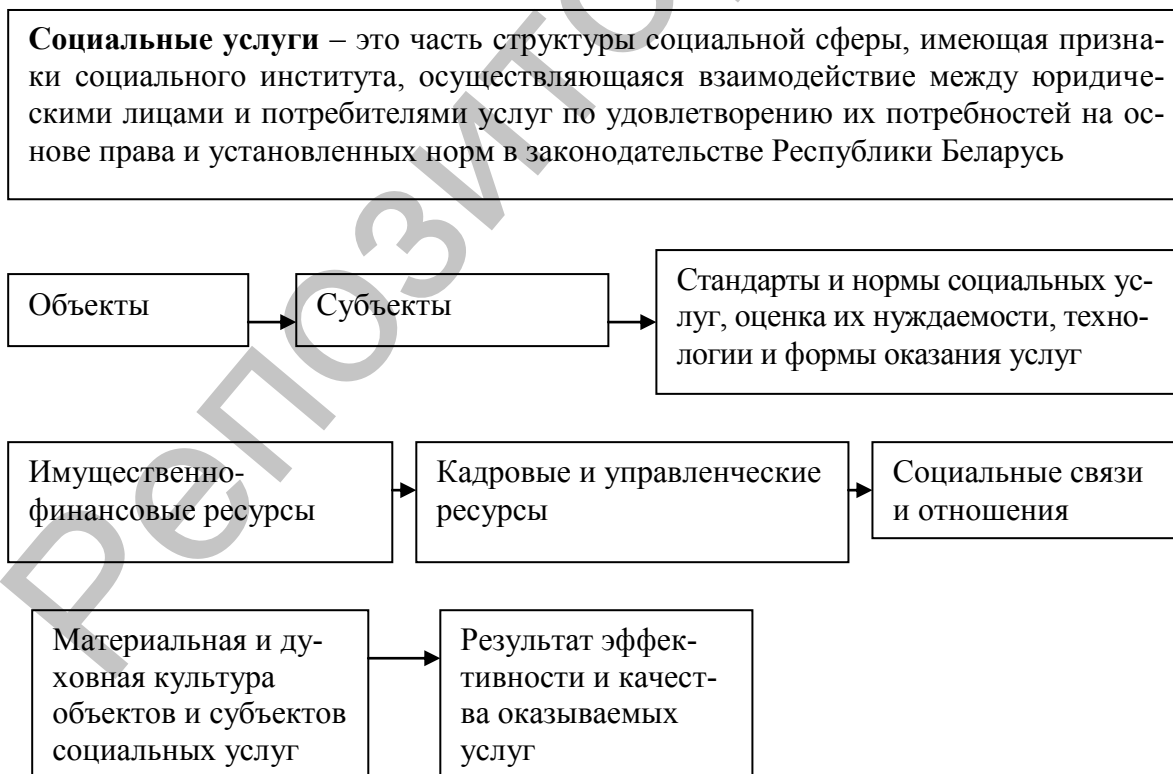 Социальные услуги – это часть структуры социальной сферы, имеющая призна-
ки социального института, осуществляющаяся взаимодействие между юридиче-
скими лицами и потребителями услуг по удовлетворению их потребностей на ос-
нове права и установленных норм в законодательстве Республики Беларусь
Объекты
Субъекты
Стандарты и нормы социальных ус-
луг, оценка их нуждаемости, техно-
логии и формы оказания услуг
Имущественно-
финансовые ресурсы
Кадровые и управленческие
ресурсы
Социальные связи
и отношения
Материальная и ду-
ховная культура
объектов и субъектов
социальных услуг
Результат эффек-
тивности и качест-
ва оказываемых
услуг